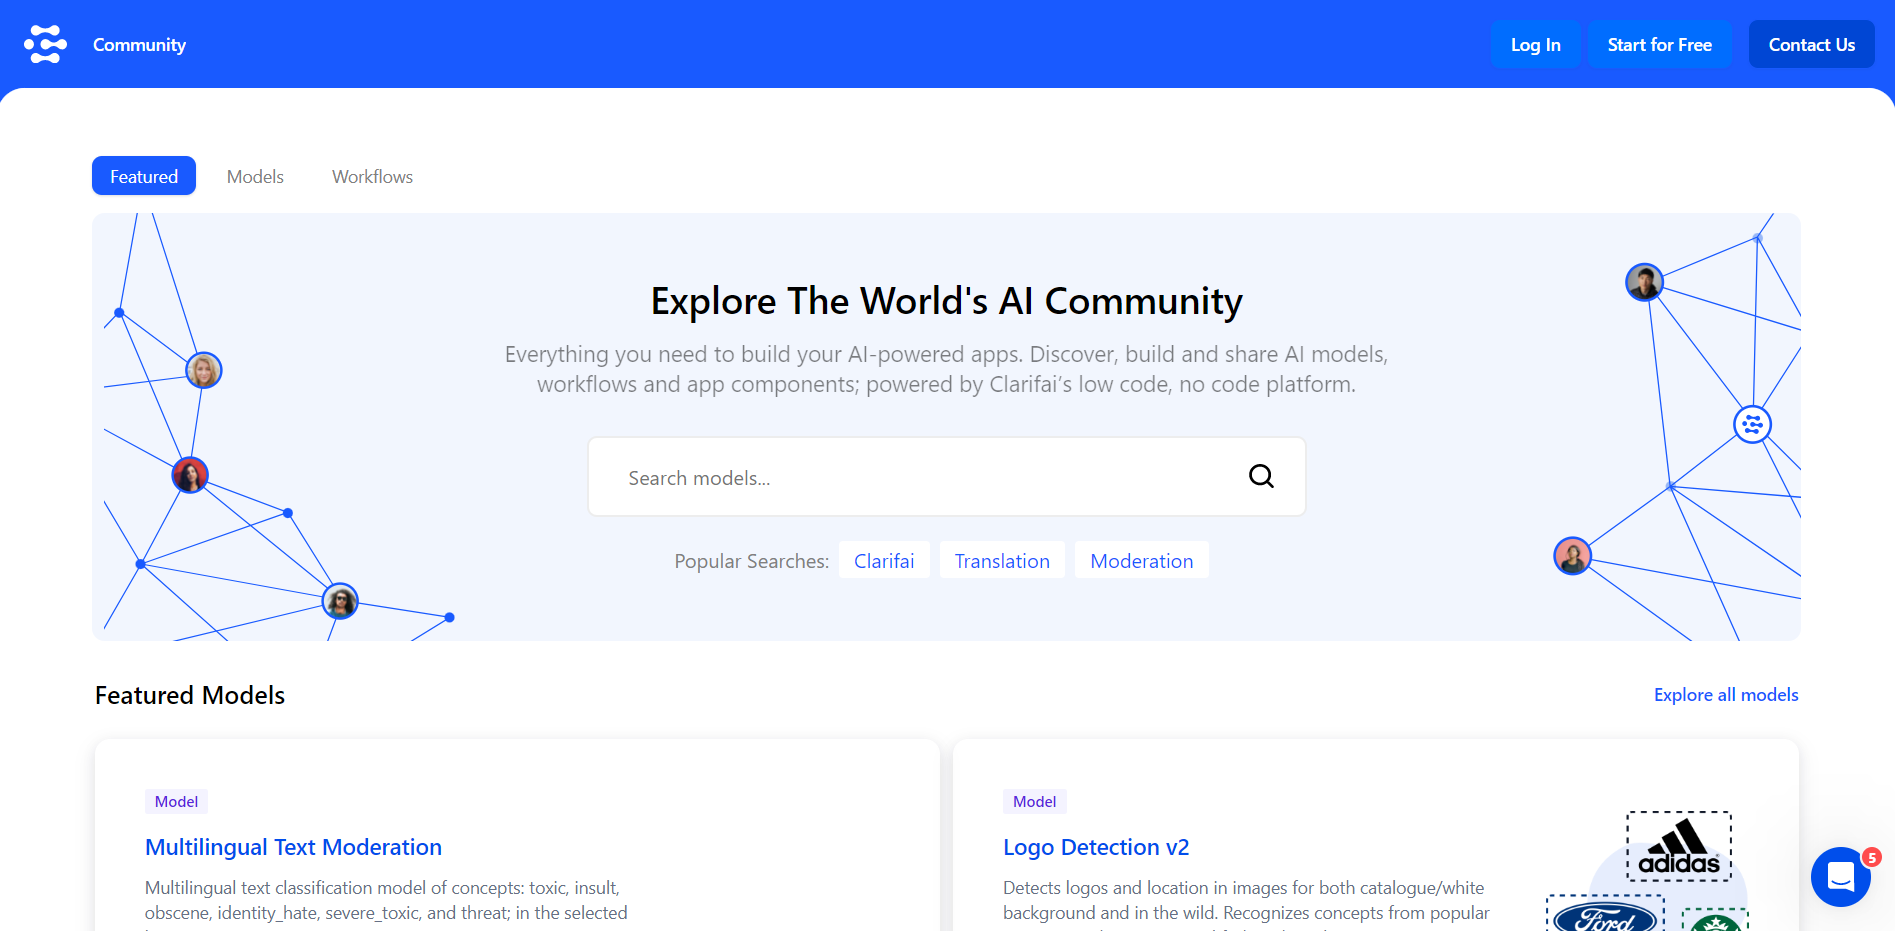 Community
Log In
Start for Free
Contact Us
Featured
Models
Workflows
Explore The World's AI Community
Everything you need to build your AI-powered apps. Discover, build and share AI models,
workflows and app components; powered by Clarifai’s low code, no code platform.
Search models...
Popular Searches:
Clarifai
Translation
Moderation
Featured Models
Explore all models
Model
Multilingual Text Moderation
Multilingual text classification model of concepts: toxic, insult,
obscene, identity_hate, severe_toxic, and threat; in the selected
Model
Logo Detection v2
Detects logos and location in images for both catalogue/white
background and in the wild. Recognizes concepts from popular
adidas
Ford
5